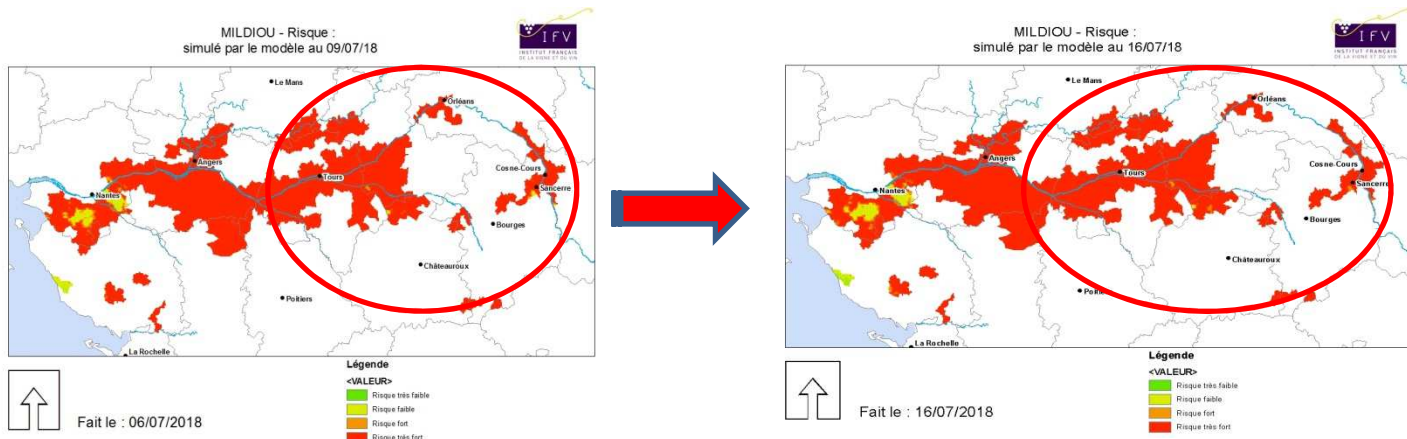 MILDIOU - Risque :
simulé par le modèle au 09/07/18
IFV
INSTITUT FRANÇAIS
DE LA VIGNE ET DU VIN
Le Mans
Orléans
Angers
Cosne-Cours
Tours
Sancerre
Nantes
Bourges
Châteauroux
Poitiers
La Rochelle
Légende
<VALEUR>
Risque très faible
Risque faible
Risque fort
Risque très fort
Fait le : 06/07/2018
MILDIOU - Risque :
simulé par le modèle au 16/07/18
IFV
INSTITUT FRANÇAIS
DE LA VIGNE ET DU VIN
Le Mans
Orléans
Angers
Cosne-Cours
Tours
Sancerre
Nantes
Bourges
Châteauroux
La Rochelle
Légende
<VALEUR>
Risque très faible
Risque faible
Risque fort
Risque très fort
Fait le : 16/07/2018